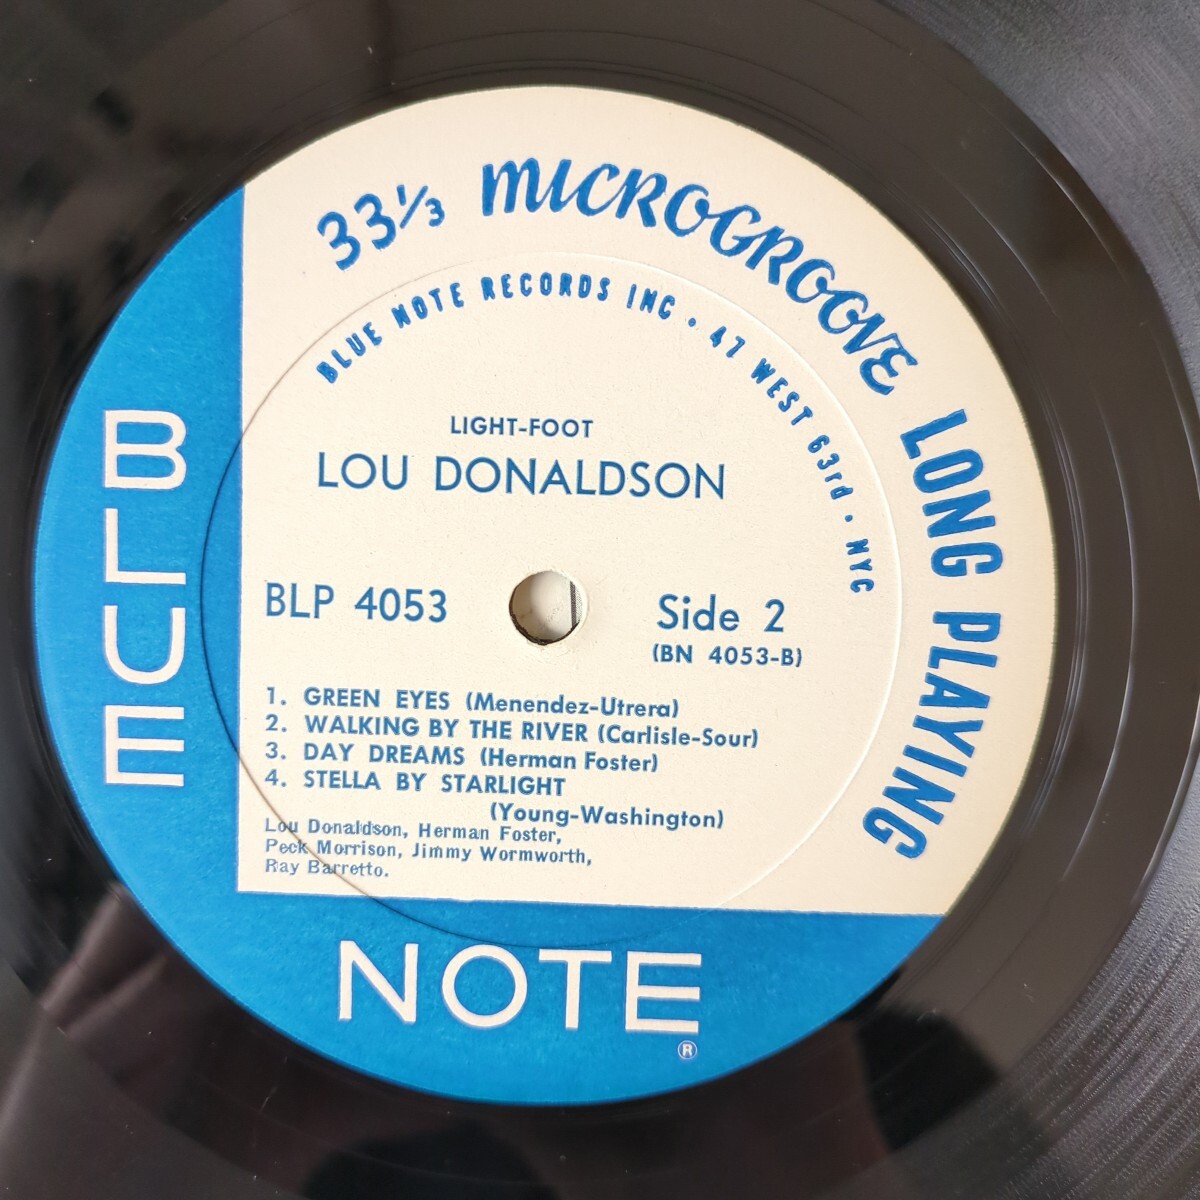 33⅓ MICROGROOVE LONG PLAYING
BLUE NOTE RECORDS INC • 47 WEST 63rd • NYC
LIGHT-FOOT
LOU DONALDSON
BLP 4053
Side 2
(BN 4053-B)
1. GREEN EYES (Menendez-Utrera)
2. WALKING BY THE RIVER (Carlisle-Sour)
3. DAY DREAMS (Herman Foster)
4. STELLA BY STARLIGHT
(Young-Washington)
Lou Donaldson, Herman Foster,
Peck Morrison, Jimmy Wormworth,
Ray Barretto.
BLUE
NOTE
®